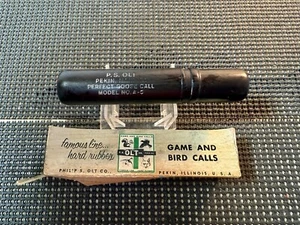 P.S. OLT
PEKIN, ILL.
PERFECT GOOSE CALL
MODEL NO. A-5
famous line...
hard rubber
OLT
GAME AND
BIRD CALLS
PHILIP S. OLT CO.,
PEKIN, ILLINOIS, U.S.A.